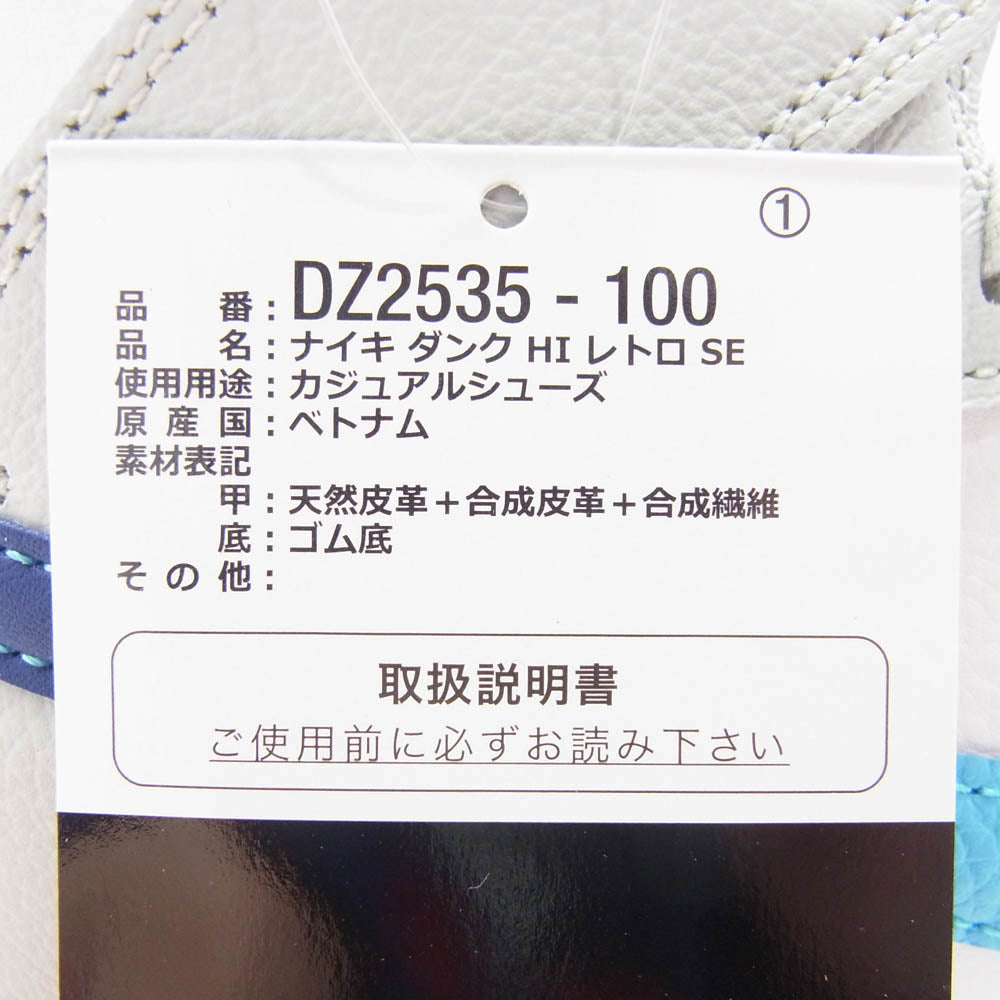 ①
品番：DZ2535 - 100
品名：ナイキ ダンク HI レトロ SE
使用用途：カジュアルシューズ
原産国：ベトナム
素材表記
甲：天然皮革＋合成皮革＋合成繊維
底：ゴム底
その他：
取扱説明書
ご使用前に必ずお読み下さい